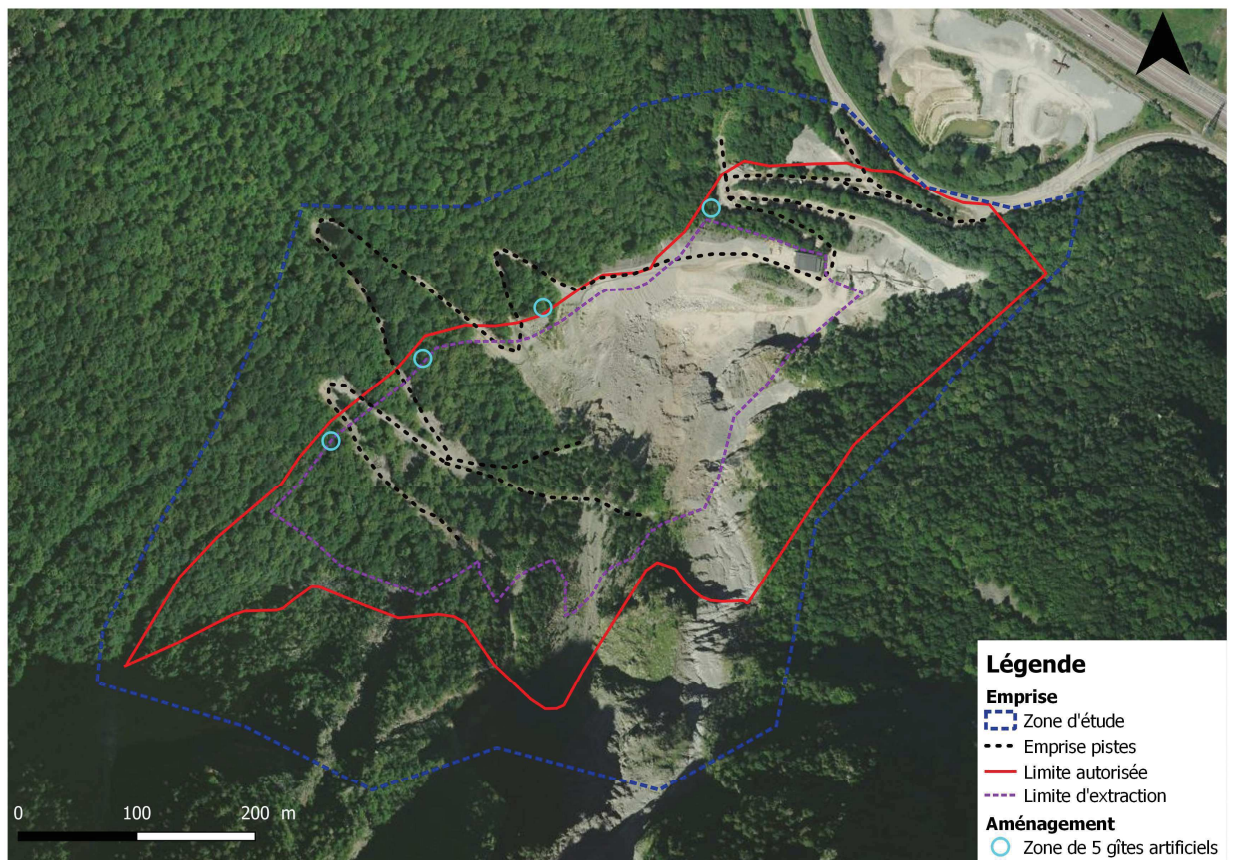 Légende
Emprise
Zone d'étude
Emprise pistes
Limite autorisée
Limite d'extraction
Aménagement
Zone de 5 gîtes artificiels
0 100 200 m